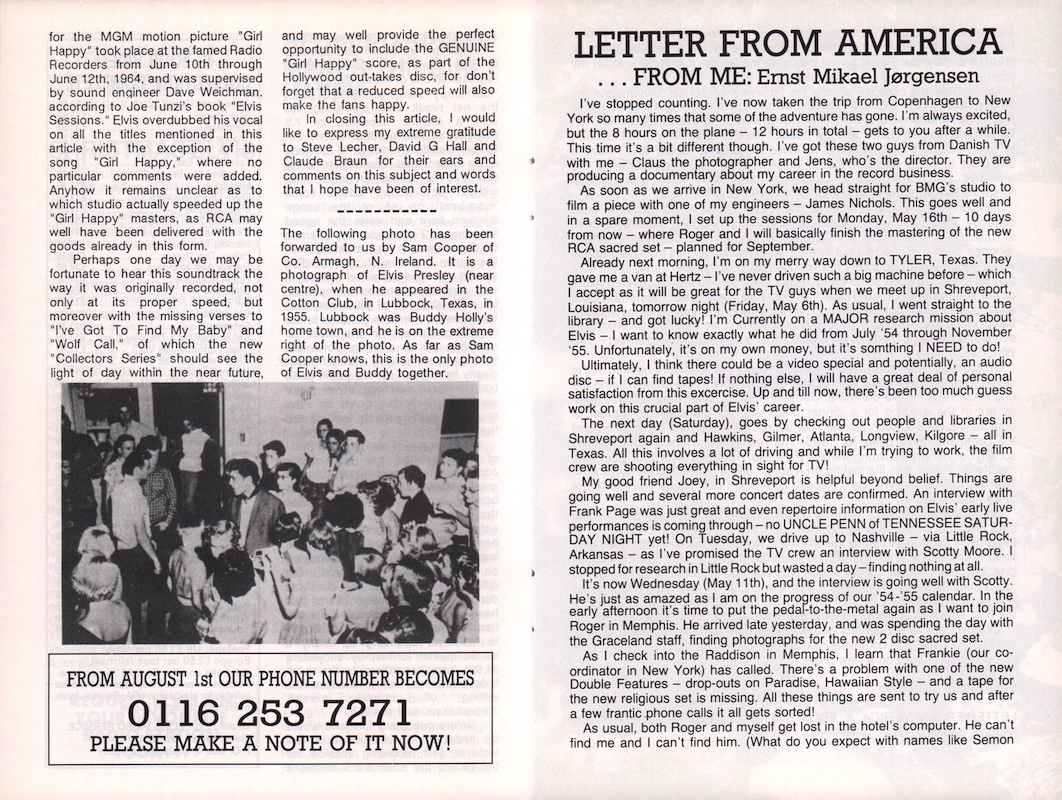 for the MGM motion picture "Girl
Happy" took place at the famed Radio
Recorders from June 10th through
June 12th, 1964, and was supervised
by sound engineer Dave Weichman.
according to Joe Tunzi's book "Elvis
Sessions." Elvis overdubbed his vocal
on all the titles mentioned in this
article with the exception of the
song "Girl Happy," where no
particular comments were added.
Anyhow it remains unclear as to
which studio actually speeded up the
"Girl Happy" masters, as RCA may
well have been delivered with the
goods already in this form.
Perhaps one day we may be
fortunate to hear this soundtrack the
way it was originally recorded, not
only at its proper speed, but
moreover with the missing verses to
"I've Got To Find My Baby" and
"Wolf Call," of which the new
"Collectors Series" should see the
light of day within the near future,
and may well provide the perfect
opportunity to include the GENUINE
"Girl Happy" score, as part of the
Hollywood out-takes disc, for don't
forget that a reduced speed will also
make the fans happy.
In closing this article, I would
like to express my extreme gratitude
to Steve Lecher, David G Hall and
Claude Braun for their ears and
comments on this subject and words
that I hope have been of interest.
------------
The following photo has been
forwarded to us by Sam Cooper of
Co. Armagh, N. Ireland. It is a
photograph of Elvis Presley (near
centre), when he appeared in the
Cotton Club, in Lubbock, Texas, in
1955. Lubbock was Buddy Holly's
home town, and he is on the extreme
right of the photo. As far as Sam
Cooper knows, this is the only photo
of Elvis and Buddy together.
FROM AUGUST 1st OUR PHONE NUMBER BECOMES
0116 253 7271
PLEASE MAKE A NOTE OF IT NOW!
LETTER FROM AMERICA
. . . FROM ME: Ernst Mikael Jørgensen
I've stopped counting. I've now taken the trip from Copenhagen to New
York so many times that some of the adventure has gone. I'm always excited,
but the 8 hours on the plane – 12 hours in total – gets to you after a while.
This time it's a bit different though. I've got these two guys from Danish TV
with me – Claus the photographer and Jens, who's the director. They are
producing a documentary about my career in the record business.
As soon as we arrive in New York, we head straight for BMG's studio to
film a piece with one of my engineers – James Nichols. This goes well and
in a spare moment, I set up the sessions for Monday, May 16th – 10 days
from now – where Roger and I will basically finish the mastering of the new
RCA sacred set – planned for September.
Already next morning, I'm on my merry way down to TYLER, Texas. They
gave me a van at Hertz – I've never driven such a big machine before – which
I accept as it will be great for the TV guys when we meet up in Shreveport,
Louisiana, tomorrow night (Friday, May 6th). As usual, I went straight to the
library – and got lucky! I'm Currently on a MAJOR research mission about
Elvis – I want to know exactly what he did from July '54 through November
'55. Unfortunately, it's on my own money, but it's somthing I NEED to do!
Ultimately, I think there could be a video special and potentially, an audio
disc – if I can find tapes! If nothing else, I will have a great deal of personal
satisfaction from this excercise. Up and till now, there's been too much guess
work on this crucial part of Elvis' career.
The next day (Saturday), goes by checking out people and libraries in
Shreveport again and Hawkins, Gilmer, Atlanta, Longview, Kilgore – all in
Texas. All this involves a lot of driving and while I'm trying to work, the film
crew are shooting everything in sight for TV!
My good friend Joey, in Shreveport is helpful beyond belief. Things are
going well and several more concert dates are confirmed. An interview with
Frank Page was just great and even repertoire information on Elvis' early live
performances is coming through – no UNCLE PENN of TENNESSEE SATUR-
DAY NIGHT yet! On Tuesday, we drive up to Nashville – via Little Rock,
Arkansas – as I've promised the TV crew an interview with Scotty Moore. I
stopped for research in Little Rock but wasted a day – finding nothing at all.
It's now Wednesday (May 11th), and the interview is going well with Scotty.
He's just as amazed as I am on the progress of our '54-'55 calendar. In the
early afternoon it's time to put the pedal-to-the-metal again as I want to join
Roger in Memphis. He arrived late yesterday, and was spending the day with
the Graceland staff, finding photographs for the new 2 disc sacred set.
As I check into the Raddison in Memphis, I learn that Frankie (our co-
ordinator in New York) has called. There's a problem with one of the new
Double Features – drop-outs on Paradise, Hawaiian Style – and a tape for
the new religious set is missing. All these things are sent to try us and after
a few frantic phone calls it all gets sorted!
As usual, both Roger and myself get lost in the hotel's computer. He can't
find me and I can't find him. (What do you expect with names like Semon